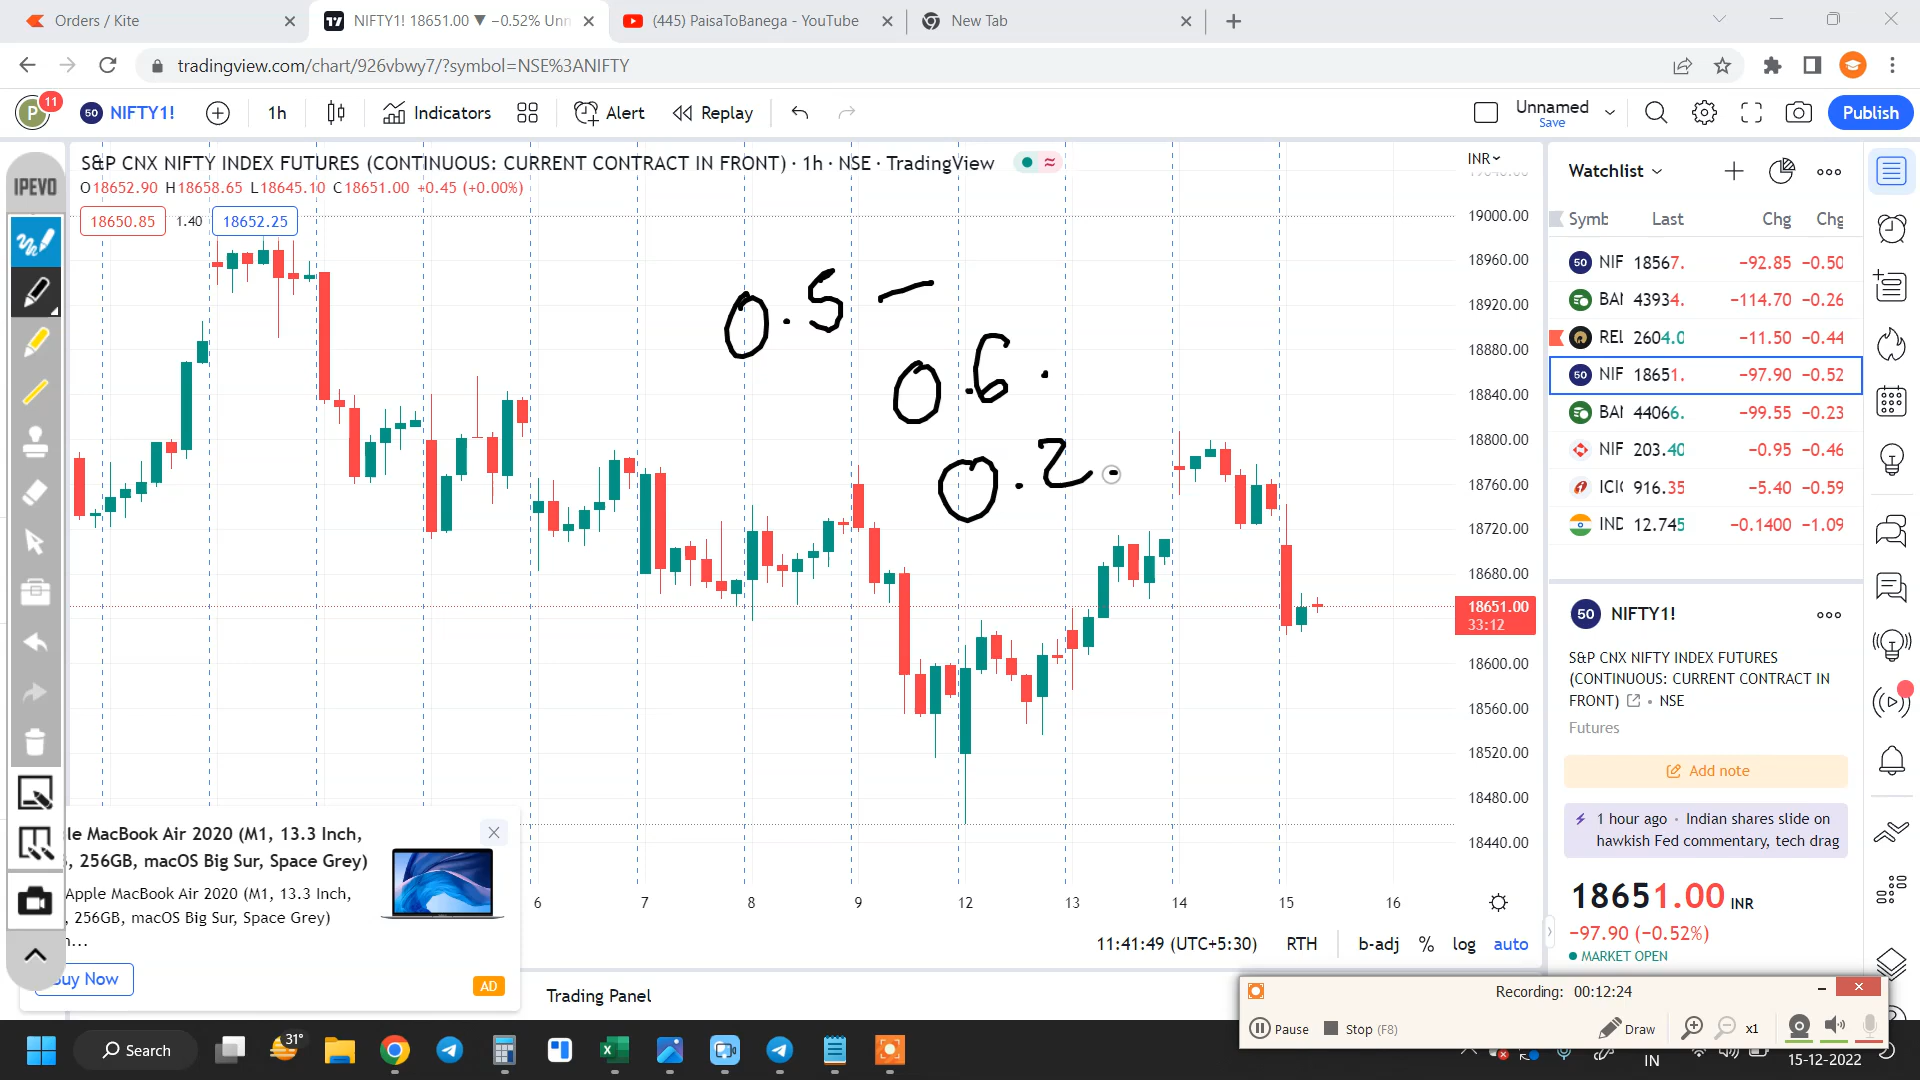 Orders / Kite
NIFTY1! 18651.00 ▼ −0.52% Unn
(445) PaisaToBanega - YouTube
New Tab
tradingview.com/chart/926vbwy7/?symbol=NSE%3ANIFTY
P 11
50 NIFTY1!
1h
Indicators
Alert
Replay
Unnamed
Save
Publish
IPEVO
S&P CNX NIFTY INDEX FUTURES (CONTINUOUS: CURRENT CONTRACT IN FRONT) · 1h · NSE · TradingView
O18652.90 H18658.65 L18645.10 C18651.00 +0.45 (+0.00%)
18650.85 1.40 18652.25
0.5 –
0.6 .
0.2
INR
19000.00
18960.00
18920.00
18880.00
18840.00
18800.00
18760.00
18720.00
18680.00
18651.00
33:12
18600.00
18560.00
18520.00
18480.00
18440.00
6 7 8 9 12 13 14 15 16
11:41:49 (UTC+5:30) RTH b-adj % log auto
Trading Panel
Watchlist
Symb Last Chg Chg
50 NIF 18567. −92.85 −0.50
BAI 43934. −114.70 −0.26
REL 2604.0 −11.50 −0.44
50 NIF 18651. −97.90 −0.52
BAI 44066. −99.55 −0.23
NIF 203.40 −0.95 −0.46
ICI 916.35 −5.40 −0.59
IND 12.745 −0.1400 −1.09
50 NIFTY1!
S&P CNX NIFTY INDEX FUTURES
(CONTINUOUS: CURRENT CONTRACT IN
FRONT) • NSE
Futures
Add note
1 hour ago · Indian shares slide on
hawkish Fed commentary, tech drag
18651.00 INR
−97.90 (−0.52%)
MARKET OPEN
le MacBook Air 2020 (M1, 13.3 Inch,
, 256GB, macOS Big Sur, Space Grey)
Apple MacBook Air 2020 (M1, 13.3 Inch,
, 256GB, macOS Big Sur, Space Grey)
Buy Now
AD
Recording: 00:12:24
Pause Stop (F8) Draw x1
Search
31°
IN
15-12-2022